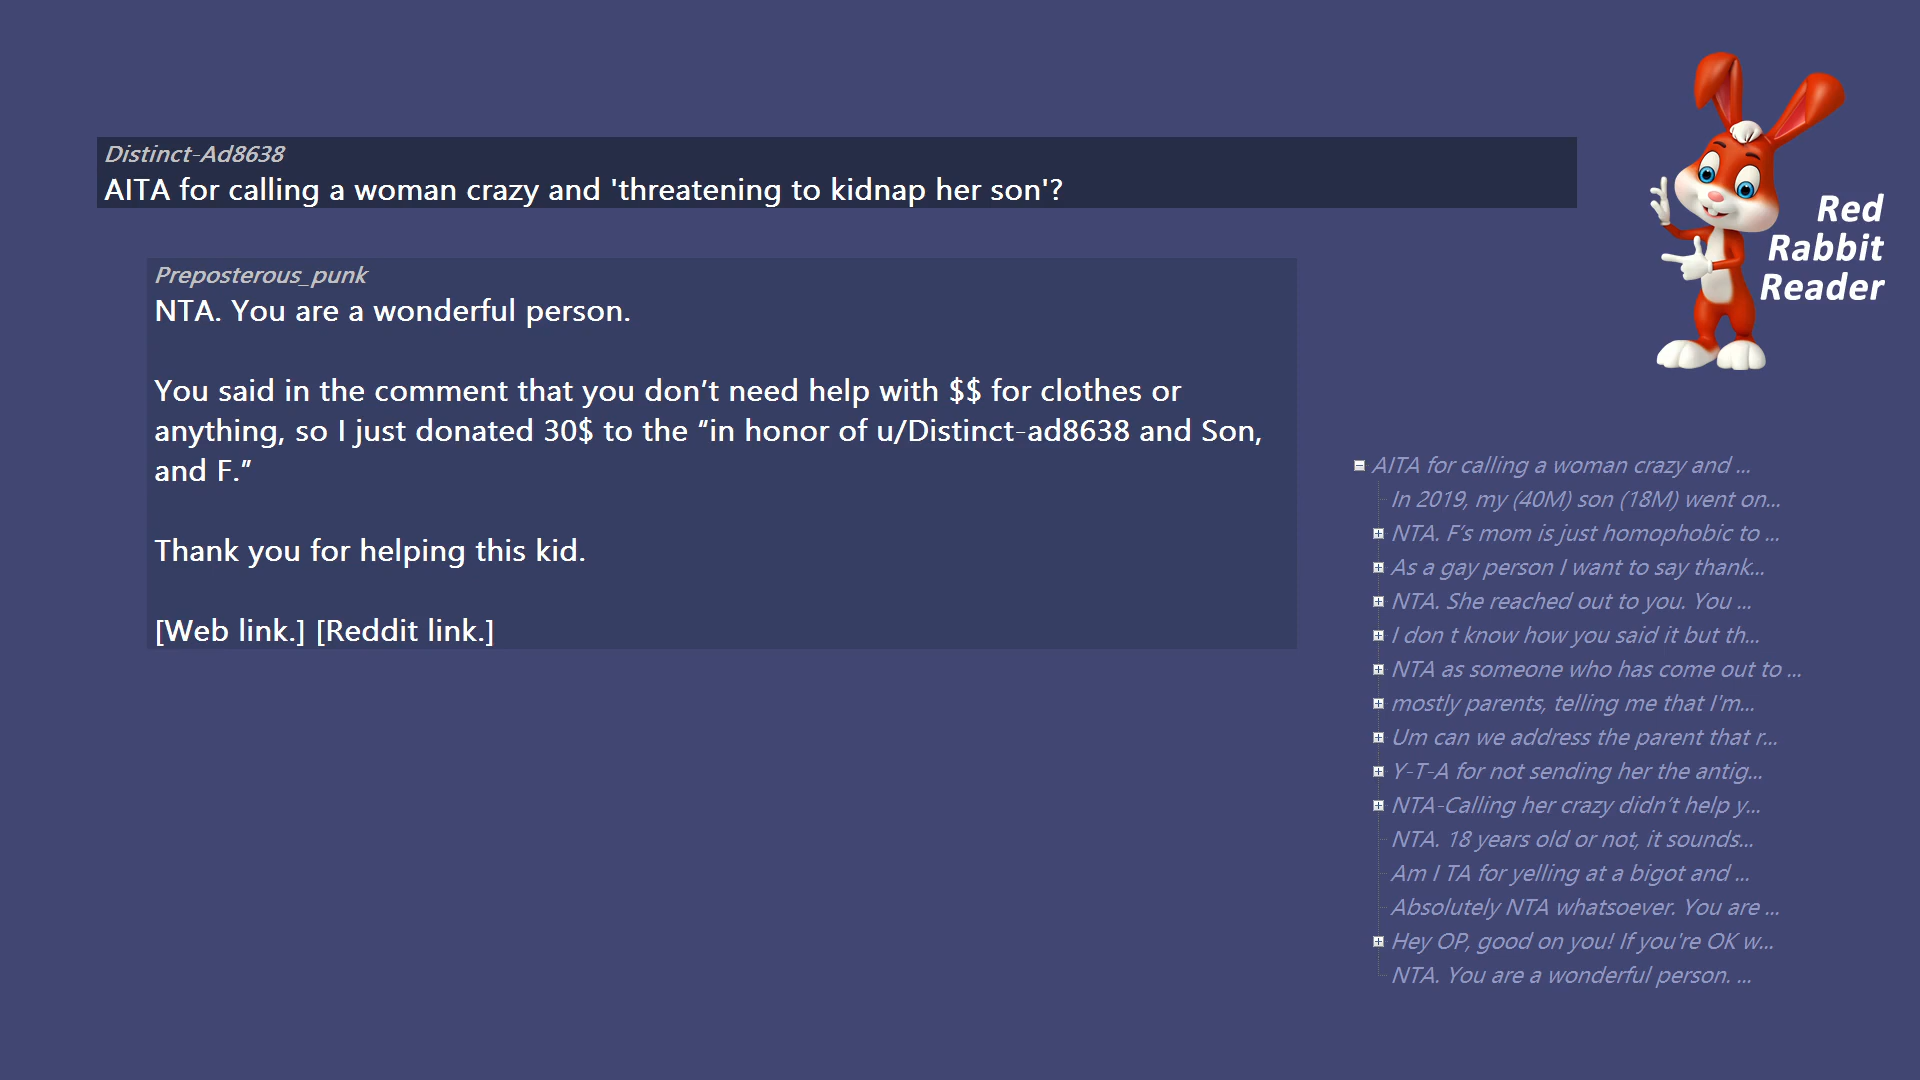 Distinct-Ad8638
AITA for calling a woman crazy and 'threatening to kidnap her son'?
Preposterous_punk
NTA. You are a wonderful person.
You said in the comment that you don’t need help with $$ for clothes or
anything, so I just donated 30$ to the “in honor of u/Distinct-ad8638 and Son,
and F.”
Thank you for helping this kid.
[Web link.] [Reddit link.]
Red
Rabbit
Reader
AITA for calling a woman crazy and ...
In 2019, my (40M) son (18M) went on...
NTA. F’s mom is just homophobic to ...
As a gay person I want to say thank...
NTA. She reached out to you. You ...
I don t know how you said it but th...
NTA as someone who has come out to ...
mostly parents, telling me that I'm...
Um can we address the parent that r...
Y-T-A for not sending her the antig...
NTA-Calling her crazy didn’t help y...
NTA. 18 years old or not, it sounds...
Am I TA for yelling at a bigot and ...
Absolutely NTA whatsoever. You are ...
Hey OP, good on you! If you're OK w...
NTA. You are a wonderful person. ...